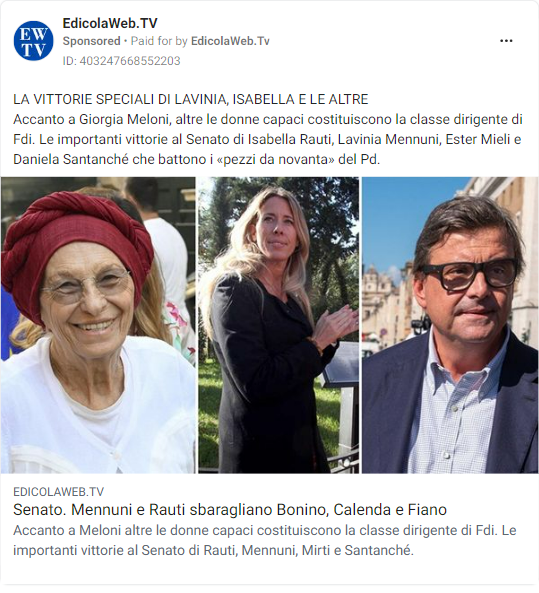 EW
TV
EdicolaWeb.TV
Sponsored • Paid for by EdicolaWeb.Tv
ID: 403247668552203
LA VITTORIE SPECIALI DI LAVINIA, ISABELLA E LE ALTRE
Accanto a Giorgia Meloni, altre le donne capaci costituiscono la classe dirigente di
Fdi. Le importanti vittorie al Senato di Isabella Rauti, Lavinia Mennuni, Ester Mieli e
Daniela Santanché che battono i «pezzi da novanta» del Pd.
EDICOLAWEB.TV
Senato. Mennuni e Rauti sbaragliano Bonino, Calenda e Fiano
Accanto a Meloni altre le donne capaci costituiscono la classe dirigente di Fdi. Le
importanti vittorie al Senato di Rauti, Mennuni, Mirti e Santanché.